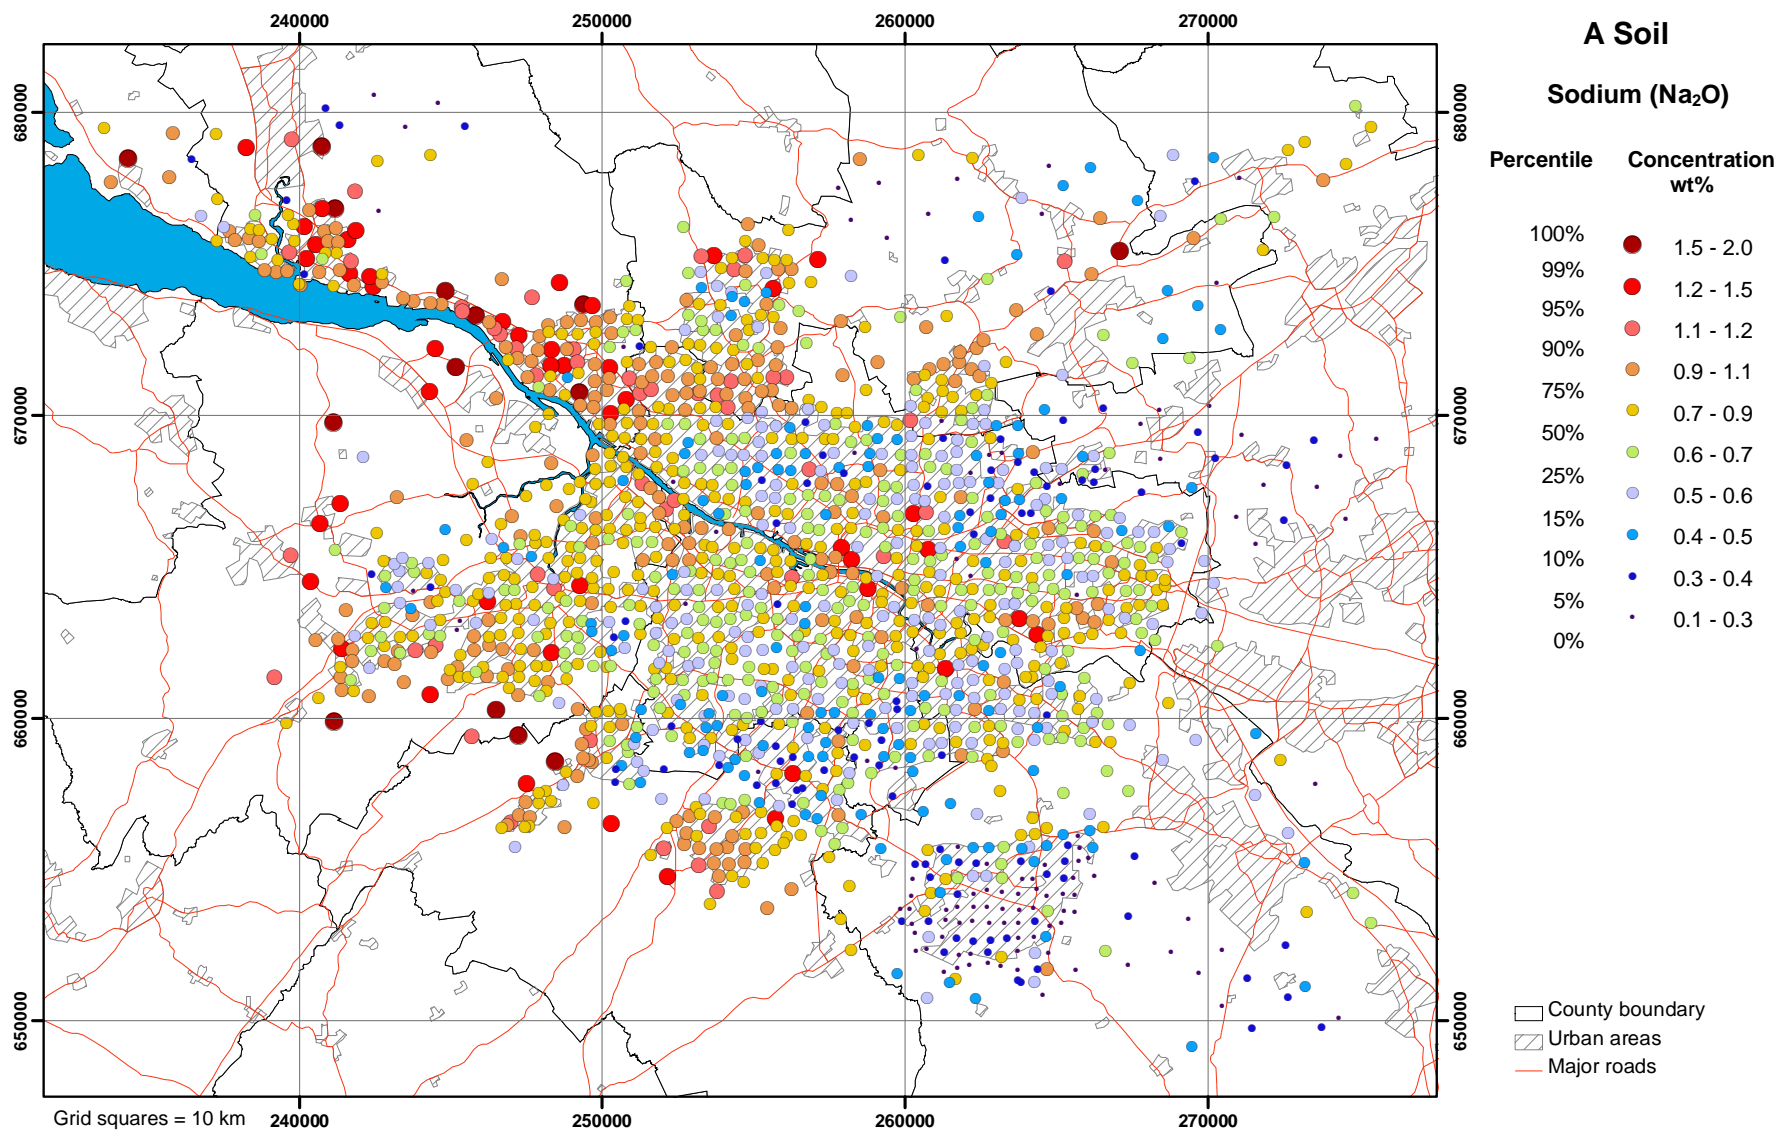 240000 250000 260000 270000
A Soil
Sodium (Na₂O)
Percentile Concentration
wt%
100%
1.5 - 2.0
99%
1.2 - 1.5
95%
1.1 - 1.2
90%
0.9 - 1.1
75%
0.7 - 0.9
50%
0.6 - 0.7
25%
0.5 - 0.6
15%
0.4 - 0.5
10%
0.3 - 0.4
5%
0.1 - 0.3
0%
680000 680000
670000 670000
660000 660000
650000 650000
County boundary
Urban areas
Major roads
Grid squares = 10 km
240000 250000 260000 270000